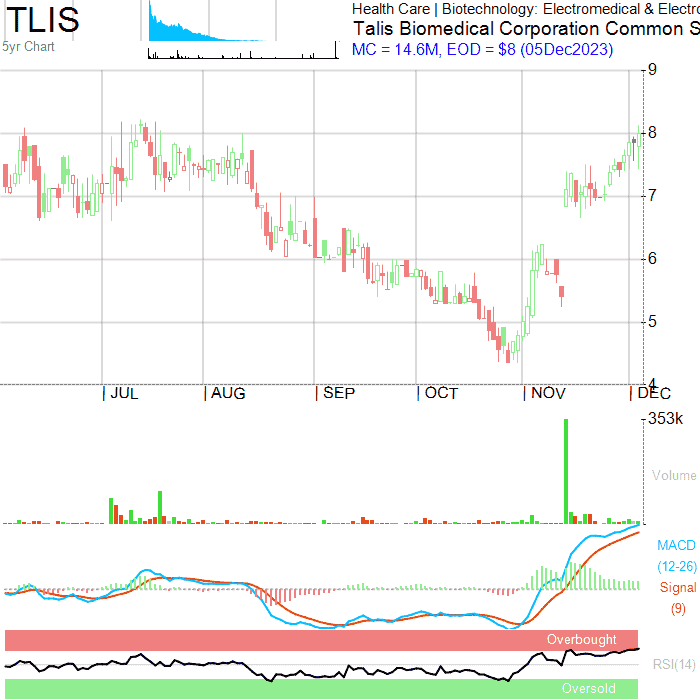 TLIS
5yr Chart
Health Care | Biotechnology: Electromedical & Electro
Talis Biomedical Corporation Common S
MC = 14.6M, EOD = $8 (05Dec2023)
9
8
7
6
5
4
| JUL | AUG | SEP | OCT | NOV | DEC
353k
Volume
MACD
(12-26)
Signal
(9)
Overbought
RSI(14)
Oversold